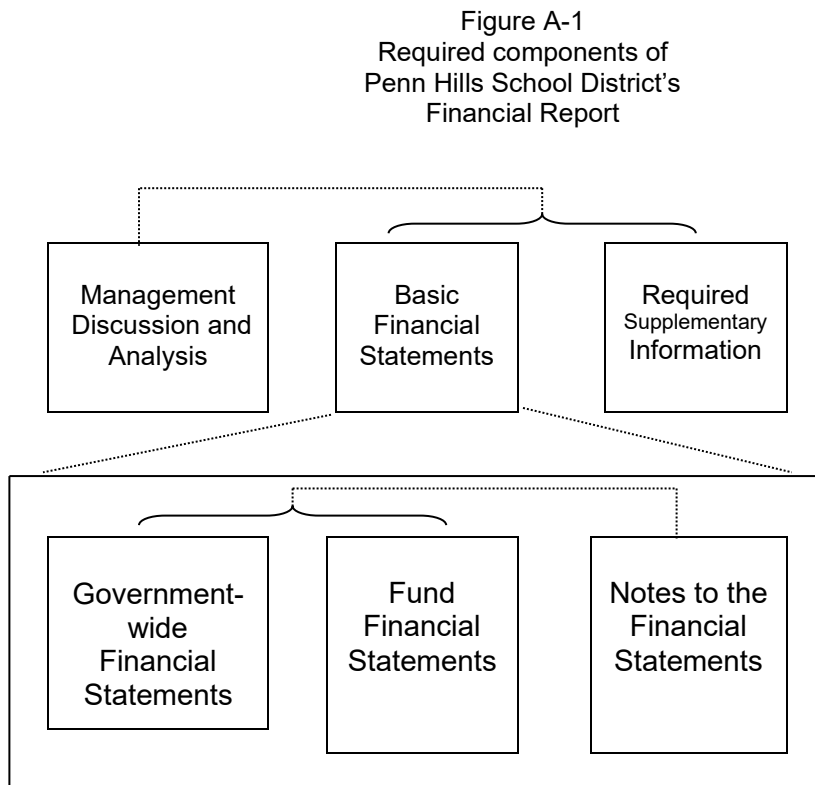 Figure A-1
Required components of
Penn Hills School District’s
Financial Report
Management
Discussion and
Analysis
Basic
Financial
Statements
Required
Supplementary
Information
Government-
wide
Financial
Statements
Fund
Financial
Statements
Notes to the
Financial
Statements